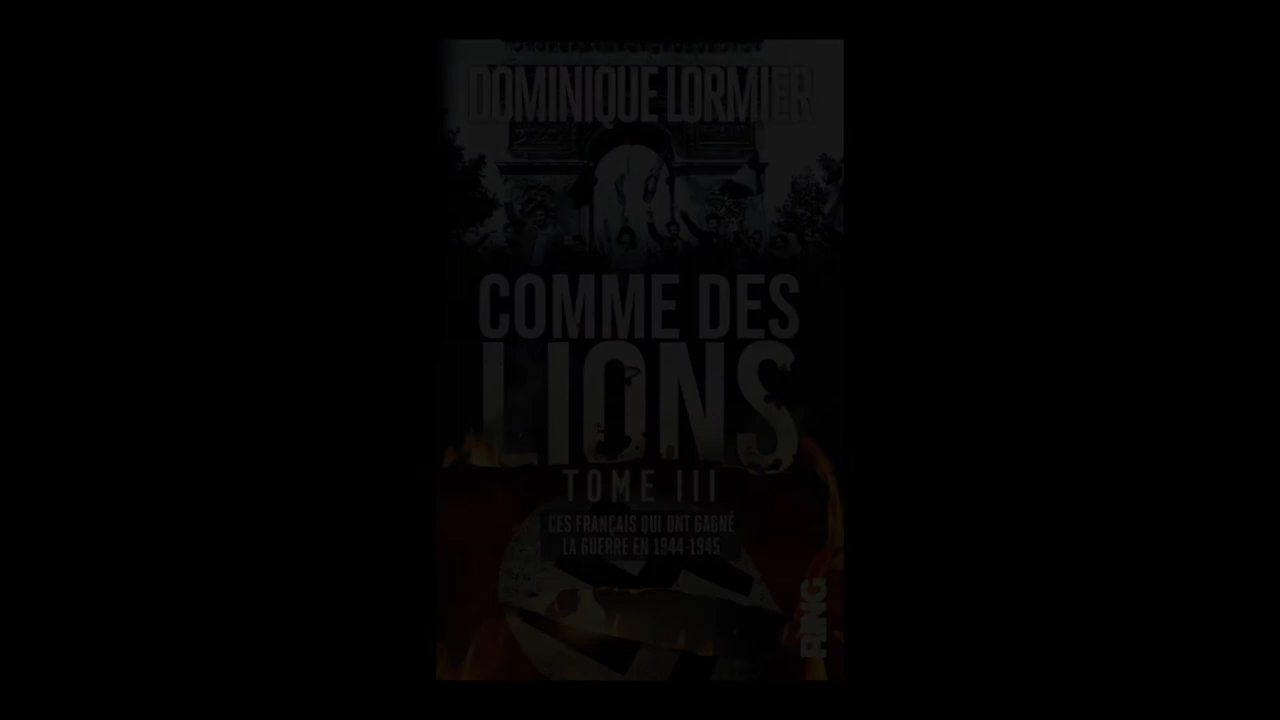 DOMINIQUE LORMIER
COMME DES
LIONS
TOME III
CES FRANÇAIS QUI ONT GAGNÉ
LA GUERRE EN 1944-1945
RING